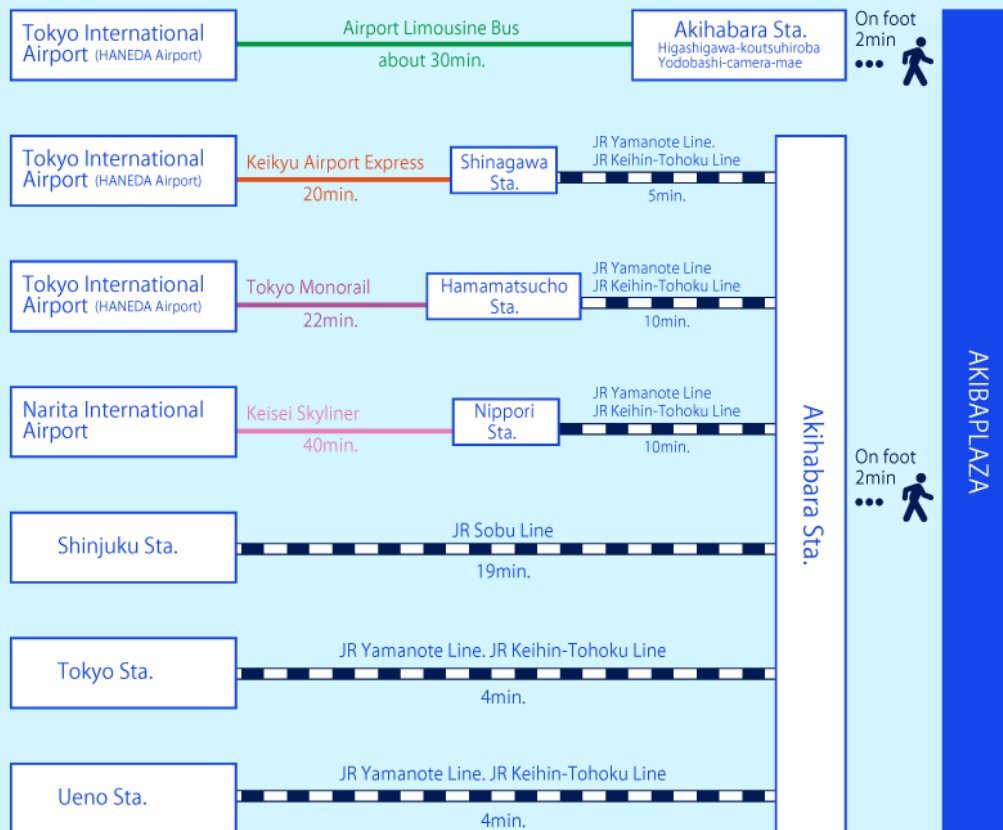 Tokyo International
Airport (HANEDA Airport)
Airport Limousine Bus
about 30min.
Akihabara Sta.
Higashigawa-koutsuhiroba
Yodobashi-camera-mae
On foot
2min
Tokyo International
Airport (HANEDA Airport)
Keikyu Airport Express
20min.
Shinagawa
Sta.
JR Yamanote Line.
JR Keihin-Tohoku Line
5min.
Tokyo International
Airport (HANEDA Airport)
Tokyo Monorail
22min.
Hamamatsucho
Sta.
JR Yamanote Line
JR Keihin-Tohoku Line
10min.
Narita International
Airport
Keisei Skyliner
40min.
Nippori
Sta.
JR Yamanote Line
JR Keihin-Tohoku Line
10min.
Shinjuku Sta.
JR Sobu Line
19min.
Tokyo Sta.
JR Yamanote Line. JR Keihin-Tohoku Line
4min.
Ueno Sta.
JR Yamanote Line. JR Keihin-Tohoku Line
4min.
Akihabara Sta.
On foot
2min
AKIBAPLAZA